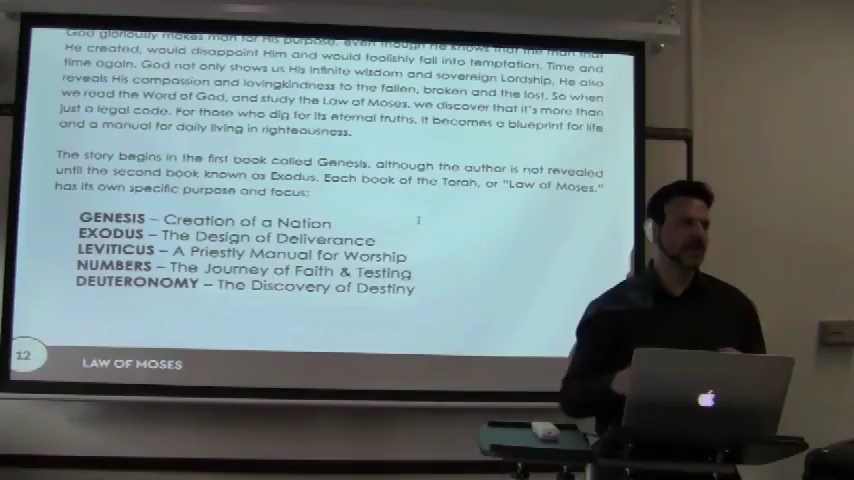 God gloriously makes man for His purpose, even though He knows that the man that
He created, would disappoint Him and would foolishly fall into temptation. Time and
time again, God not only shows us His infinite wisdom and sovereign Lordship, He also
reveals His compassion and lovingkindness to the fallen, broken and the lost. So when
we read the Word of God, and study the Law of Moses, we discover that it's more than
just a legal code. For those who dig for its eternal truths, it becomes a blueprint for life
and a manual for daily living in righteousness.
The story begins in the first book called Genesis, although the author is not revealed
until the second book known as Exodus. Each book of the Torah, or "Law of Moses,"
has its own specific purpose and focus:
GENESIS – Creation of a Nation
EXODUS – The Design of Deliverance
LEVITICUS – A Priestly Manual for Worship
NUMBERS – The Journey of Faith & Testing
DEUTERONOMY – The Discovery of Destiny
12
LAW OF MOSES